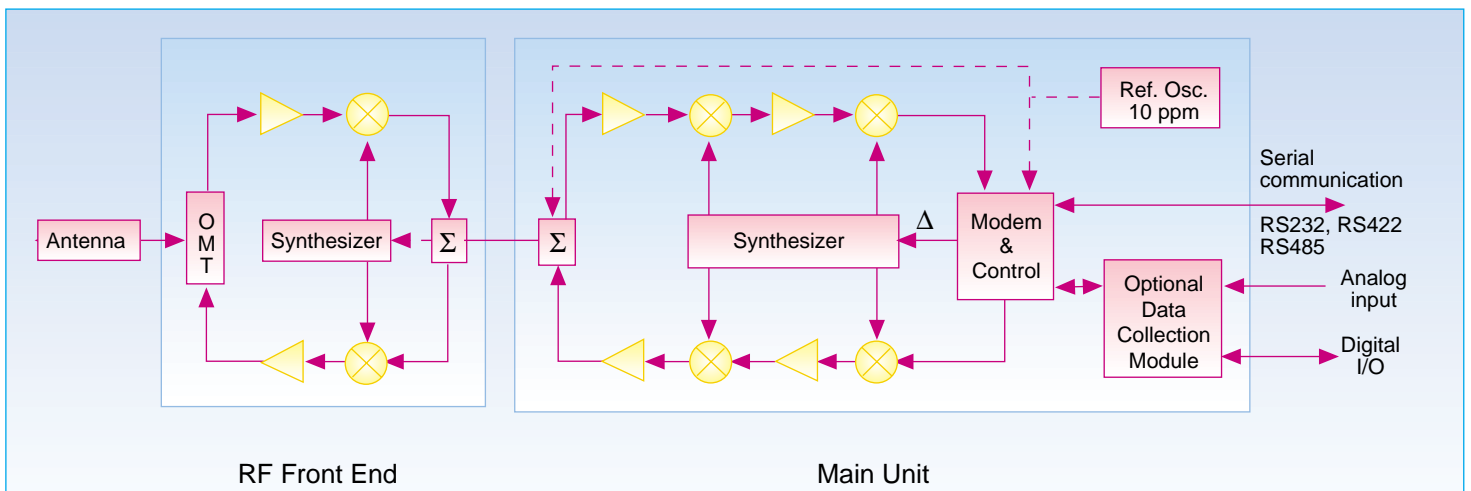 Ref. Osc.
10 ppm
Serial
communication
RS232, RS422
RS485
Antenna
O
M
T
Synthesizer
Σ
Σ
Synthesizer
Δ
Modem
&
Control
Optional
Data
Collection
Module
Analog
input
Digital
I/O
RF Front End
Main Unit